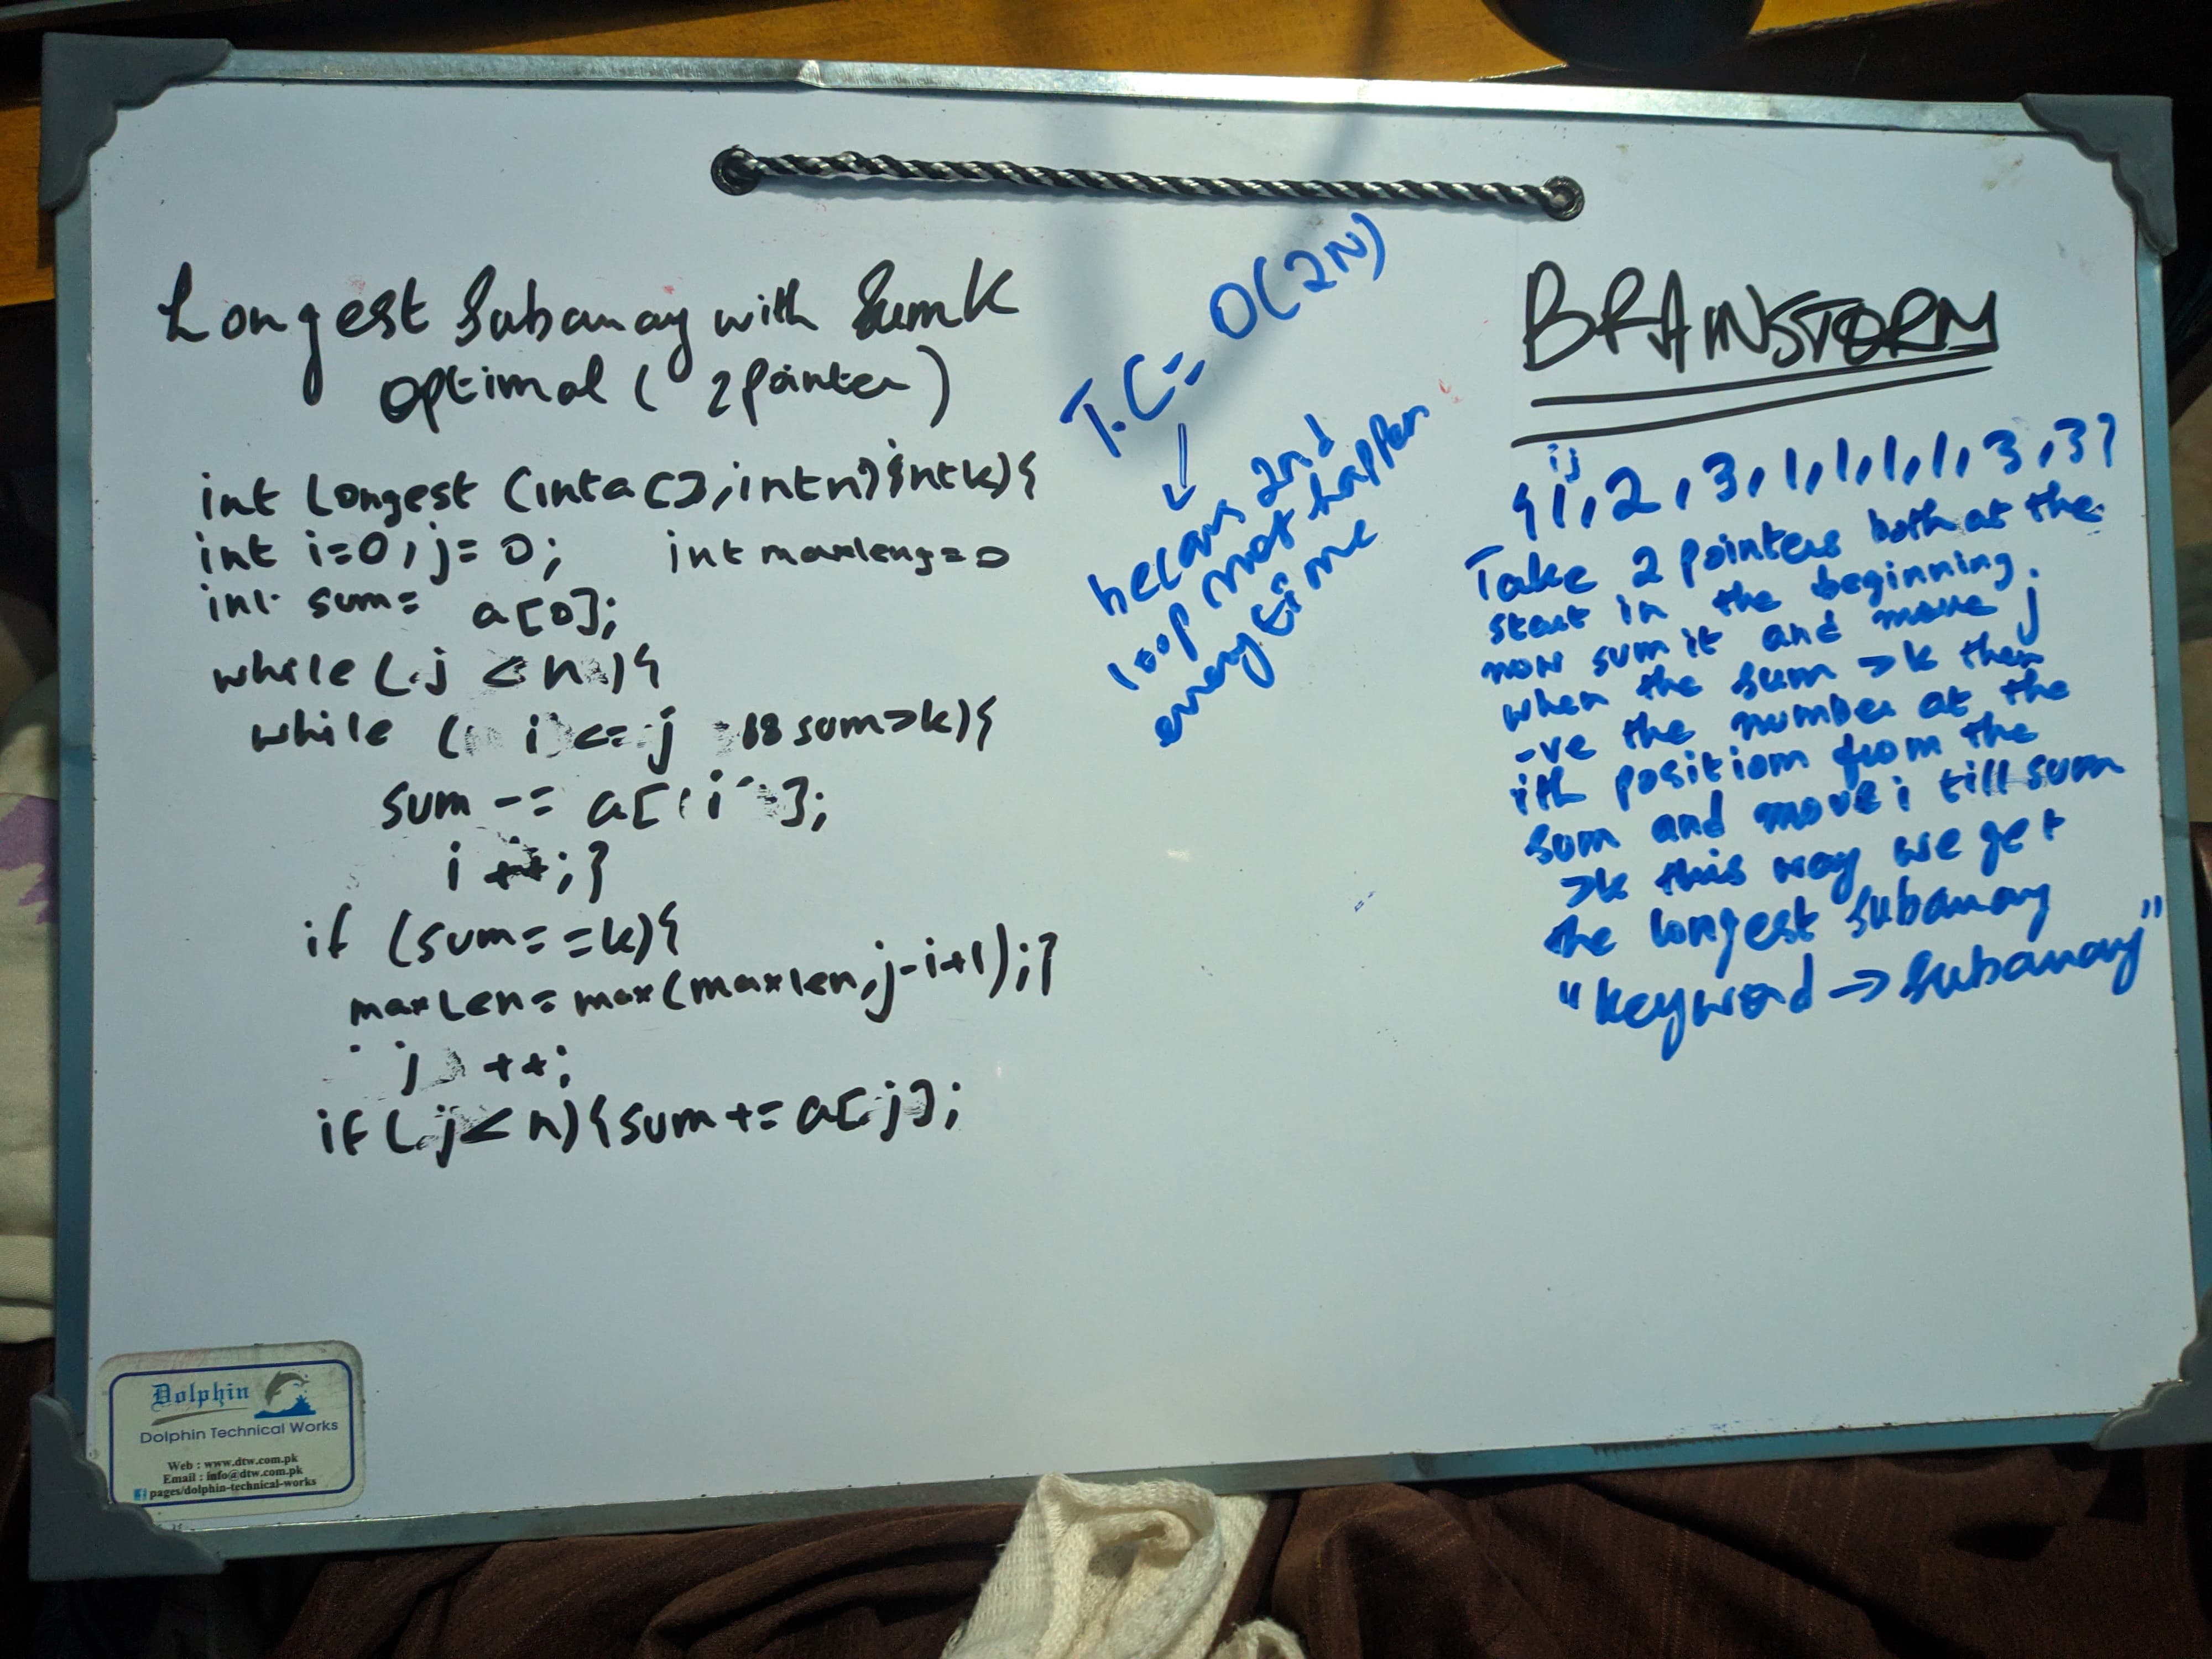 Longest Subarray with Sum K
Optimal ( 2 pointer )
int Longest (int a[], int n) int k){
int i=0, j= 0; int maxleng=0
int sum= a[0];
while ( j < n ){
while ( i <= j && sum>k){
sum -= a[ i ];
i ++; }
if (sum==k){
maxLen= max(maxlen, j-i+1);}
j ++;
if ( j< n){sum += a[j];
T.C= O(2N)
becaus 2nd
loop not happen
every time
BRAINSTORM
i j
{1, 2, 3, 1, 1, 1, 1, 3, 3}
Take 2 pointers both at the
start in the beginning.
now sum it and move j
when the sum >k then
-ve the number at the
ith position from the
sum and move i till sum
>k this way we get
the longest subarray
"keyword → Subarray"
Dolphin
Dolphin Technical Works
Web : www.dtw.com.pk
Email : info@dtw.com.pk
pages/dolphin-technical-works